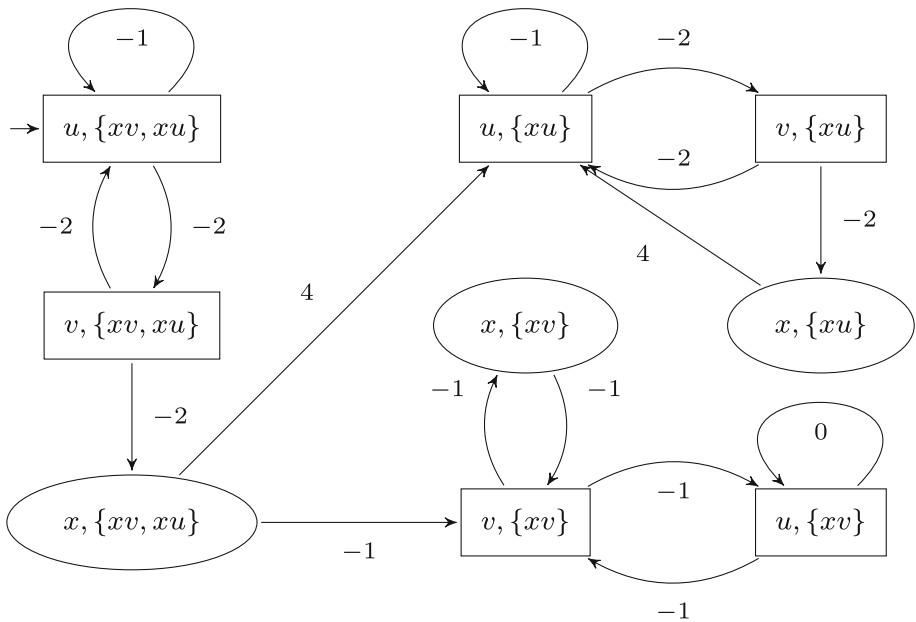 −1
−1
−2
u, {xv, xu}
u, {xu}
v, {xu}
−2
−2
−2
−2
4
4
v, {xv, xu}
x, {xv}
x, {xu}
−1
−1
−2
0
−1
x, {xv, xu}
v, {xv}
u, {xv}
−1
−1